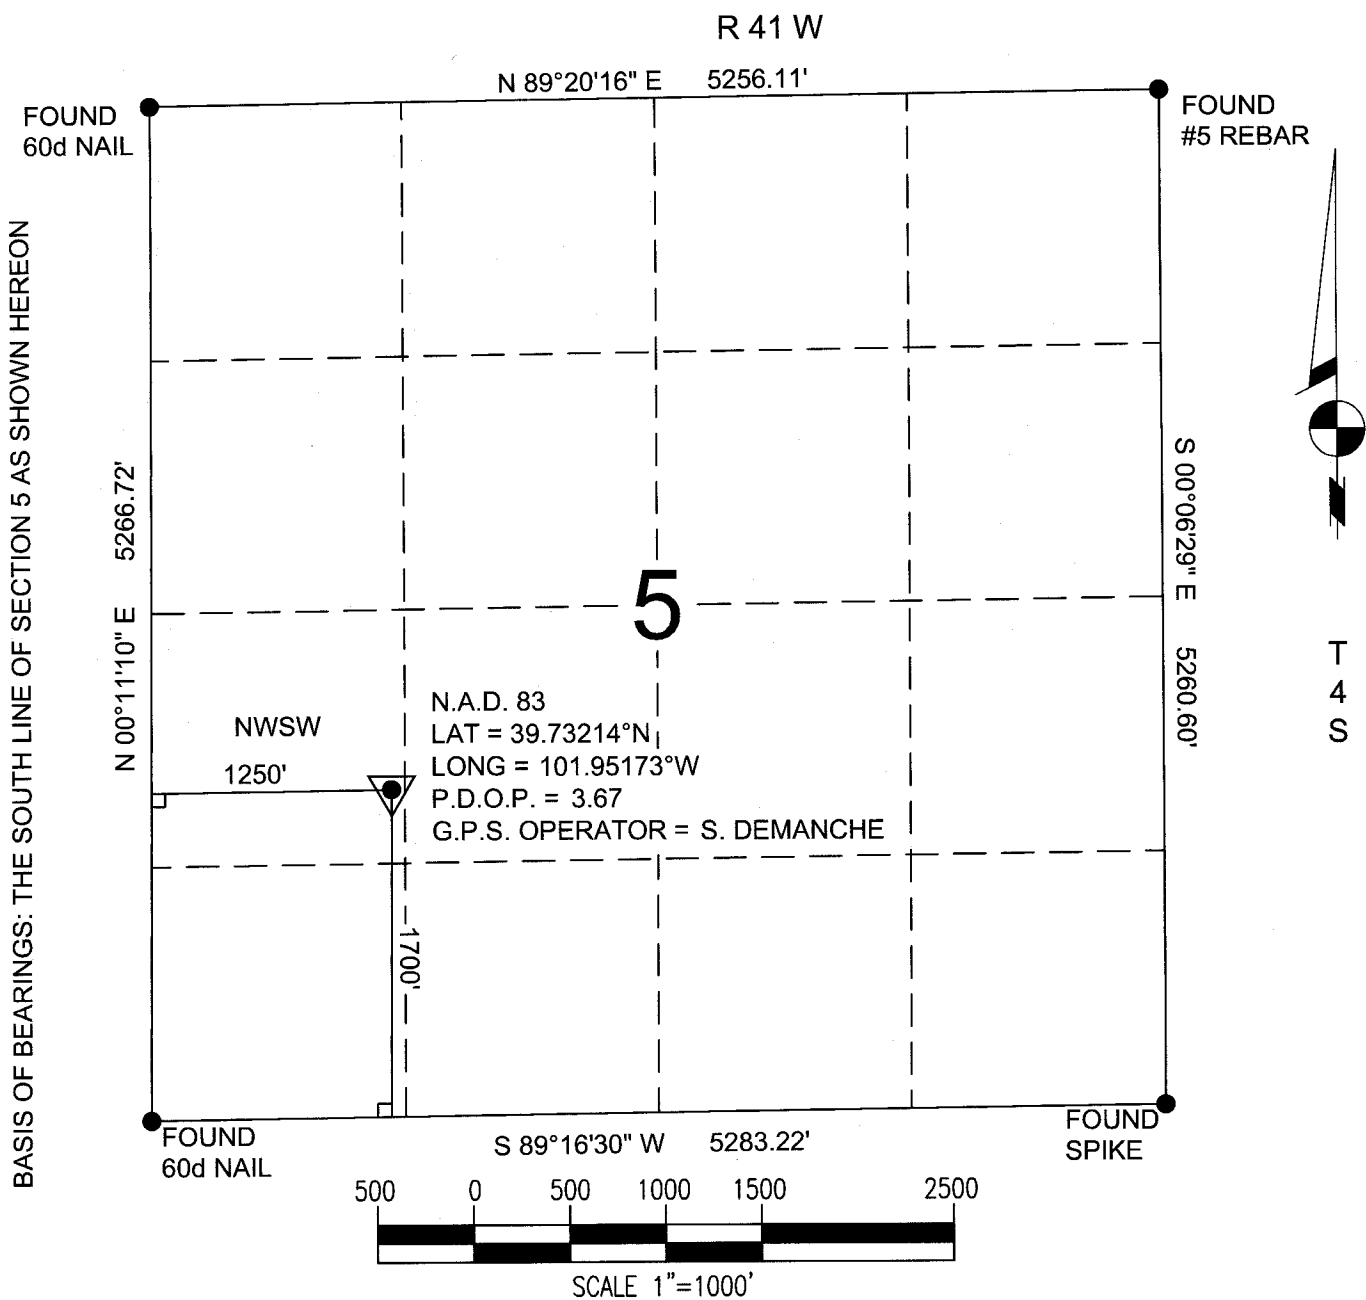 R 41 W
N 89°20'16" E 5256.11'
FOUND
60d NAIL
FOUND
#5 REBAR
BASIS OF BEARINGS: THE SOUTH LINE OF SECTION 5 AS SHOWN HEREON
N 00°11'10" E 5266.72'
S 00°06'29" E 5260.60'
N
5
T
4
S
NWSW
1250'
N.A.D. 83
LAT = 39.73214°N
LONG = 101.95173°W
P.D.O.P. = 3.67
G.P.S. OPERATOR = S. DEMANCHE
1700'
FOUND
60d NAIL
S 89°16'30" W 5283.22'
FOUND
SPIKE
500 0 500 1000 1500 2500
SCALE 1"=1000'